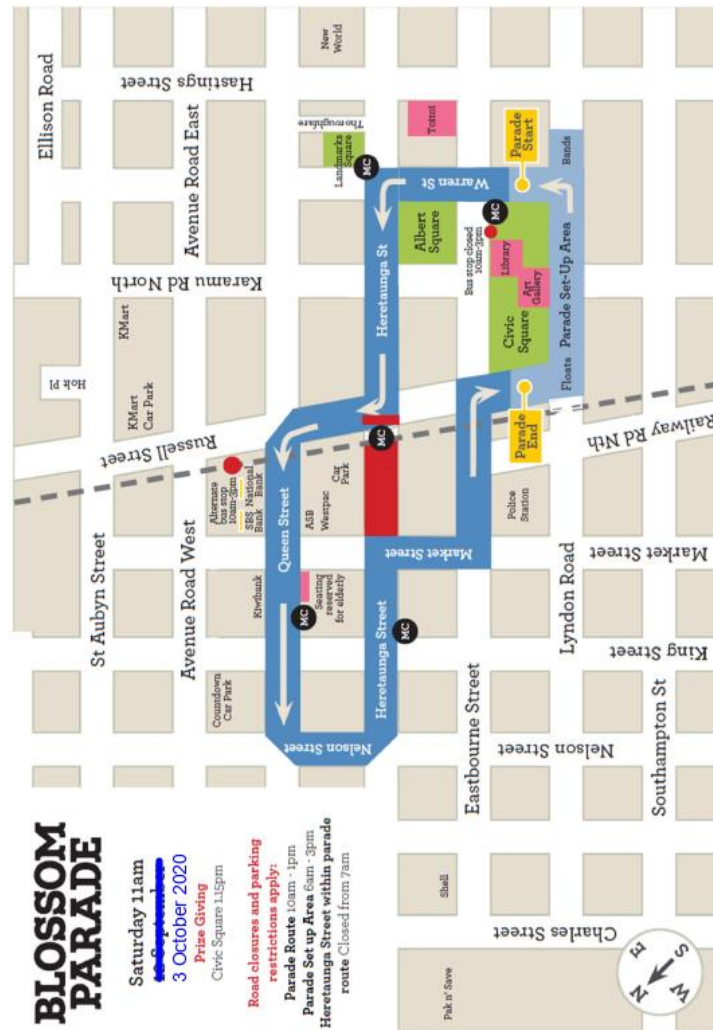 BLOSSOM
PARADE
Saturday 11am
12 September
3 October 2020
Prize Giving
Civic Square 1.15pm
Road closures and parking
restrictions apply:
Parade Route 10am - 1pm
Parade Set up Area 6am - 3pm
Heretaunga Street within parade
route Closed from 7am
St Aubyn Street
Ellison Road
Holt Pl
KMart
Car Park
KMart
Avenue Road West
Avenue Road East
Russell Street
Karamu Rd North
Hastings Street
Countdown
Car Park
Kiwibank
Alternate
bus stop
10am-3pm
SBS
Bank
National
Bank
Queen Street
Nelson Street
MC
Seating
reserved
for elderly
ASB
Westpac
Car
Park
New
World
Thoroughfare
Landmarks
Square
MC
MC
Heretaunga St
Heretaunga Street
MC
Warren St
Albert
Square
Toitoi
Market Street
Eastbourne Street
MC
Bus stop closed
10am-3pm
Library
Art
Gallery
Civic
Square
Parade
Start
Parade
End
Police
Station
Floats
Parade Set-Up Area
Bands
Lyndon Road
Railway Rd Nth
Market Street
King Street
Nelson Street
Southampton St
Charles Street
Shell
Pak n' Save
N
E
S
W